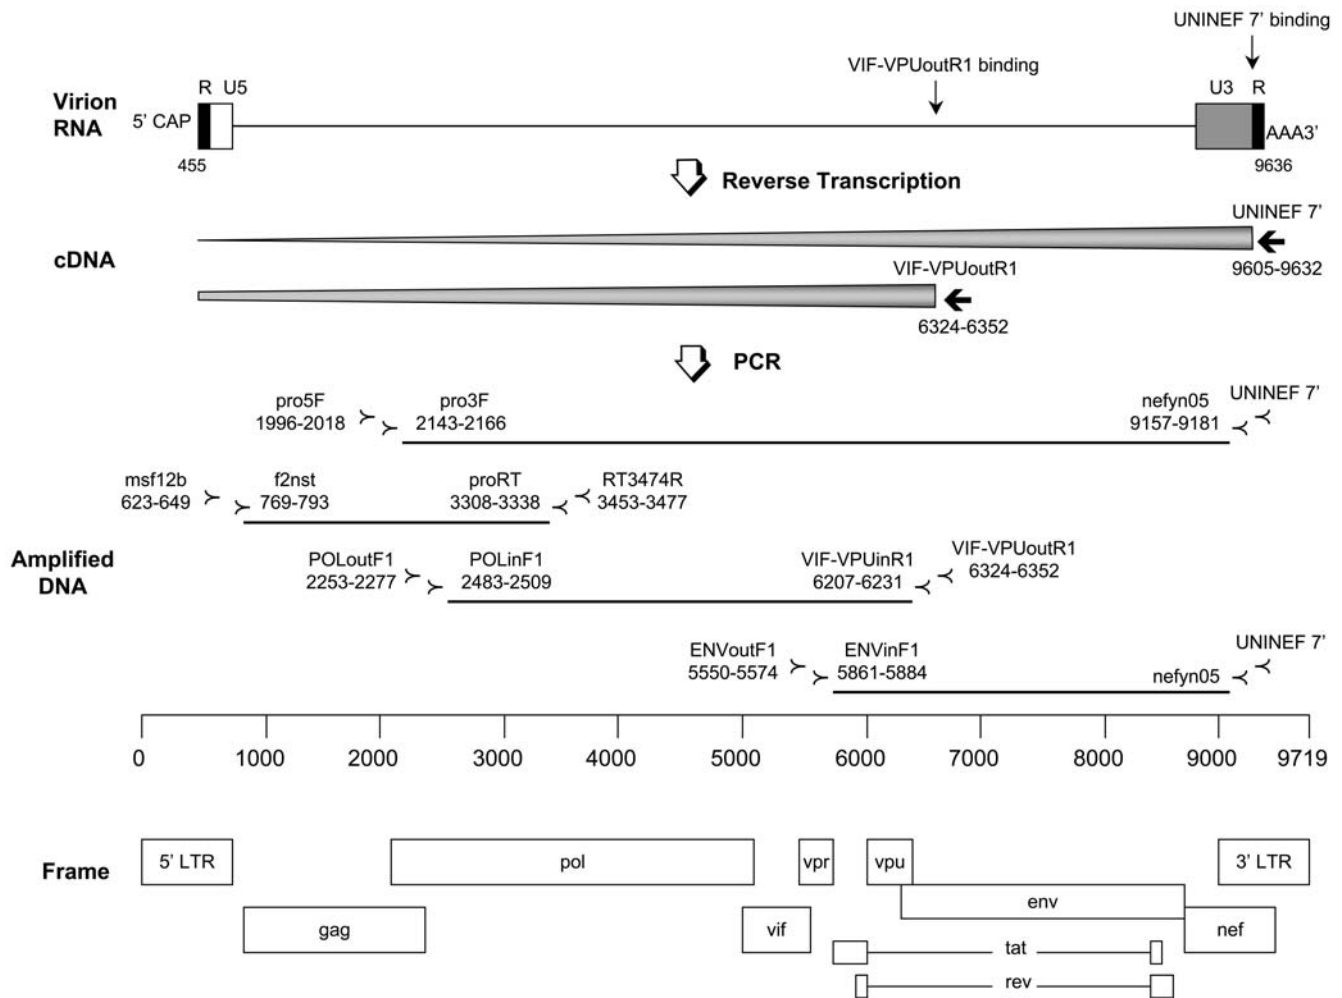 UNINEF 7’ binding
VIF-VPUoutR1 binding
R U5
U3 R
Virion
RNA
5’ CAP
AAA3’
455
9636
Reverse Transcription
UNINEF 7’
cDNA
9605-9632
VIF-VPUoutR1
6324-6352
PCR
pro5F
1996-2018
pro3F
2143-2166
nefyn05
9157-9181
UNINEF 7’
msf12b
623-649
f2nst
769-793
proRT
3308-3338
RT3474R
3453-3477
Amplified
DNA
POLoutF1
2253-2277
POLinF1
2483-2509
VIF-VPUinR1
6207-6231
VIF-VPUoutR1
6324-6352
ENVoutF1
5550-5574
ENVinF1
5861-5884
nefyn05
UNINEF 7’
0 1000 2000 3000 4000 5000 6000 7000 8000 9000 9719
Frame
5’ LTR
pol
vpr
vpu
3’ LTR
env
gag
vif
nef
tat
rev